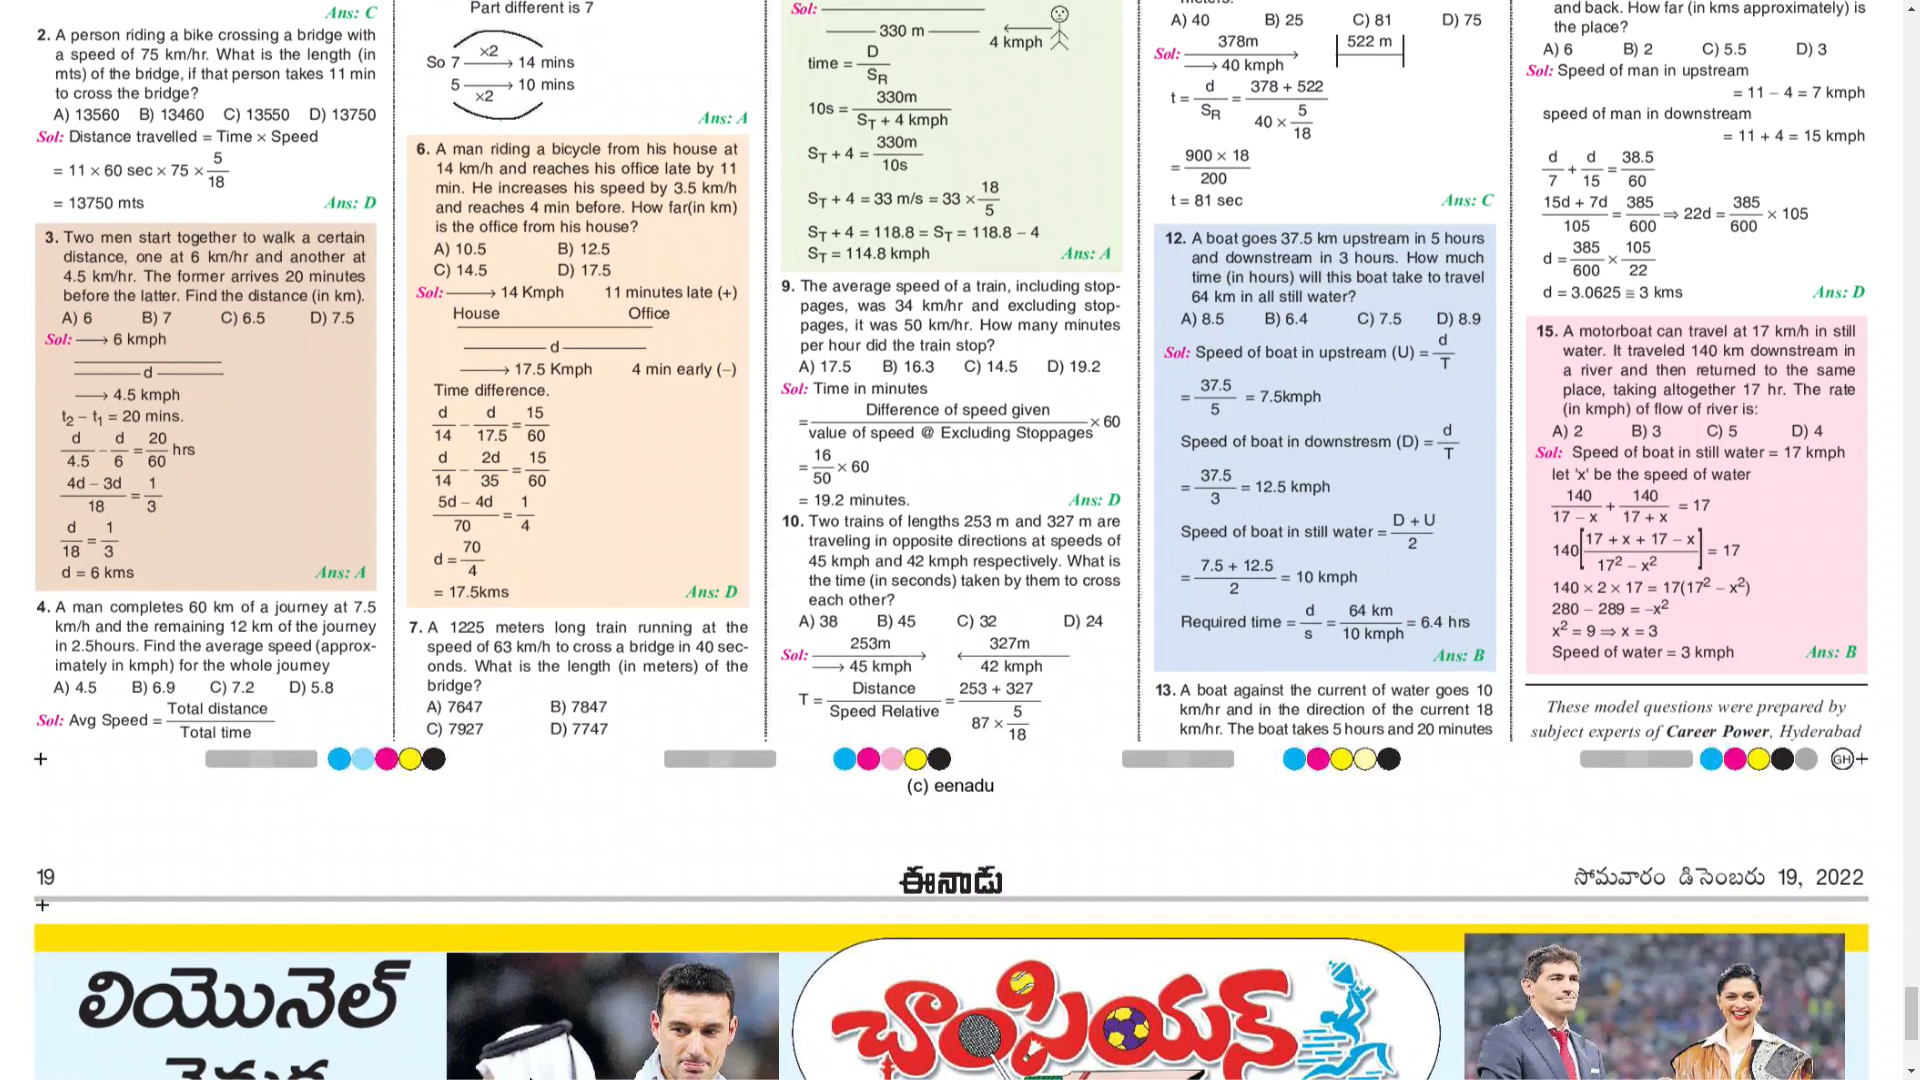 Ans: C
2. A person riding a bike crossing a bridge with
a speed of 75 km/hr. What is the length (in
mts) of the bridge, if that person takes 11 min
to cross the bridge?
A) 13560 B) 13460 C) 13550 D) 13750
Sol: Distance travelled = Time × Speed
= 11 × 60 sec × 75 × 5/18
= 13750 mts Ans: D
3. Two men start together to walk a certain
distance, one at 6 km/hr and another at
4.5 km/hr. The former arrives 20 minutes
before the latter. Find the distance (in km).
A) 6 B) 7 C) 6.5 D) 7.5
Sol: → 6 kmph
d
→ 4.5 kmph
t₂ – t₁ = 20 mins.
d/4.5 – d/6 = 20/60 hrs
4d – 3d/18 = 1/3
d/18 = 1/3
d = 6 kms Ans: A
4. A man completes 60 km of a journey at 7.5
km/h and the remaining 12 km of the journey
in 2.5hours. Find the average speed (approx-
imately in kmph) for the whole journey
A) 4.5 B) 6.9 C) 7.2 D) 5.8
Sol: Avg Speed = Total distance/Total time
Part different is 7
So 7 ×2 → 14 mins
5 ×2 → 10 mins
Ans: A
6. A man riding a bicycle from his house at
14 km/h and reaches his office late by 11
min. He increases his speed by 3.5 km/h
and reaches 4 min before. How far(in km)
is the office from his house?
A) 10.5 B) 12.5
C) 14.5 D) 17.5
Sol: → 14 Kmph 11 minutes late (+)
House Office
d
→ 17.5 Kmph 4 min early (–)
Time difference.
d/14 – d/17.5 = 15/60
d/14 – 2d/35 = 15/60
5d – 4d/70 = 1/4
d = 70/4
= 17.5kms Ans: D
7. A 1225 meters long train running at the
speed of 63 km/h to cross a bridge in 40 sec-
onds. What is the length (in meters) of the
bridge?
A) 7647 B) 7847
C) 7927 D) 7747
Sol:
330 m 4 kmph
time = D/S_R
10s = 330m/S_T + 4 kmph
S_T + 4 = 330m/10s
S_T + 4 = 33 m/s = 33 × 18/5
S_T + 4 = 118.8 = S_T = 118.8 – 4
S_T = 114.8 kmph Ans: A
9. The average speed of a train, including stop-
pages, was 34 km/hr and excluding stop-
pages, it was 50 km/hr. How many minutes
per hour did the train stop?
A) 17.5 B) 16.3 C) 14.5 D) 19.2
Sol: Time in minutes
= Difference of speed given/value of speed @ Excluding Stoppages × 60
= 16/50 × 60
= 19.2 minutes. Ans: D
10. Two trains of lengths 253 m and 327 m are
traveling in opposite directions at speeds of
45 kmph and 42 kmph respectively. What is
the time (in seconds) taken by them to cross
each other?
A) 38 B) 45 C) 32 D) 24
Sol: 253m 327m
→ 45 kmph 42 kmph
T = Distance/Speed Relative = 253 + 327/87 × 5/18
A) 40 B) 25 C) 81 D) 75
Sol: 378m → 40 kmph 522 m
t = d/S_R = 378 + 522/40 × 5/18
= 900 × 18/200
t = 81 sec Ans: C
12. A boat goes 37.5 km upstream in 5 hours
and downstream in 3 hours. How much
time (in hours) will this boat take to travel
64 km in all still water?
A) 8.5 B) 6.4 C) 7.5 D) 8.9
Sol: Speed of boat in upstream (U) = d/T
= 37.5/5 = 7.5kmph
Speed of boat in downstresm (D) = d/T
= 37.5/3 = 12.5 kmph
Speed of boat in still water = D + U/2
= 7.5 + 12.5/2 = 10 kmph
Required time = d/s = 64 km/10 kmph = 6.4 hrs
Ans: B
13. A boat against the current of water goes 10
km/hr and in the direction of the current 18
km/hr. The boat takes 5 hours and 20 minutes
and back. How far (in kms approximately) is
the place?
A) 6 B) 2 C) 5.5 D) 3
Sol: Speed of man in upstream
= 11 – 4 = 7 kmph
speed of man in downstream
= 11 + 4 = 15 kmph
d/7 + d/15 = 38.5/60
15d + 7d/105 = 385/600 ⇒ 22d = 385/600 × 105
d = 385/600 × 105/22
d = 3.0625 ≅ 3 kms Ans: D
15. A motorboat can travel at 17 km/h in still
water. It traveled 140 km downstream in
a river and then returned to the same
place, taking altogether 17 hr. The rate
(in kmph) of flow of river is:
A) 2 B) 3 C) 5 D) 4
Sol: Speed of boat in still water = 17 kmph
let 'x' be the speed of water
140/17 – x + 140/17 + x = 17
140[17 + x + 17 – x/17² – x²] = 17
140 × 2 × 17 = 17(17² – x²)
280 – 289 = –x²
x² = 9 ⇒ x = 3
Speed of water = 3 kmph Ans: B
These model questions were prepared by
subject experts of Career Power, Hyderabad
GH
(c) eenadu
19 ఈనాడు సోమవారం డిసెంబరు 19, 2022
లియొనెల్
చాంపియన్